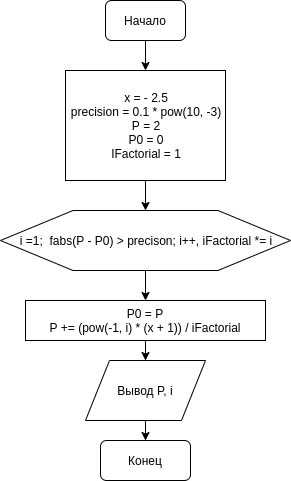 Начало
x = - 2.5
precision = 0.1 * pow(10, -3)
P = 2
P0 = 0
IFactorial = 1
i =1;  fabs(P - P0) > precison; i++, iFactorial *= i
P0 = P
P += (pow(-1, i) * (x + 1)) / iFactorial
Вывод P, i
Конец